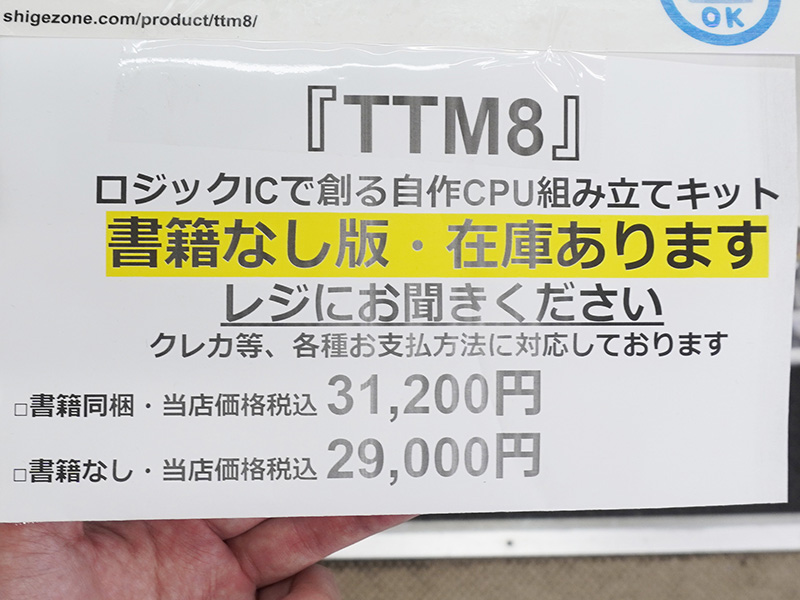 shigezone.com/product/ttm8/
OK
『TTM8』
ロジックICで創る自作CPU組み立てキット
書籍なし版・在庫あります
レジにお聞きください
クレカ等、各種お支払方法に対応しております
□書籍同梱・当店価格税込 31,200円
□書籍なし・当店価格税込 29,000円